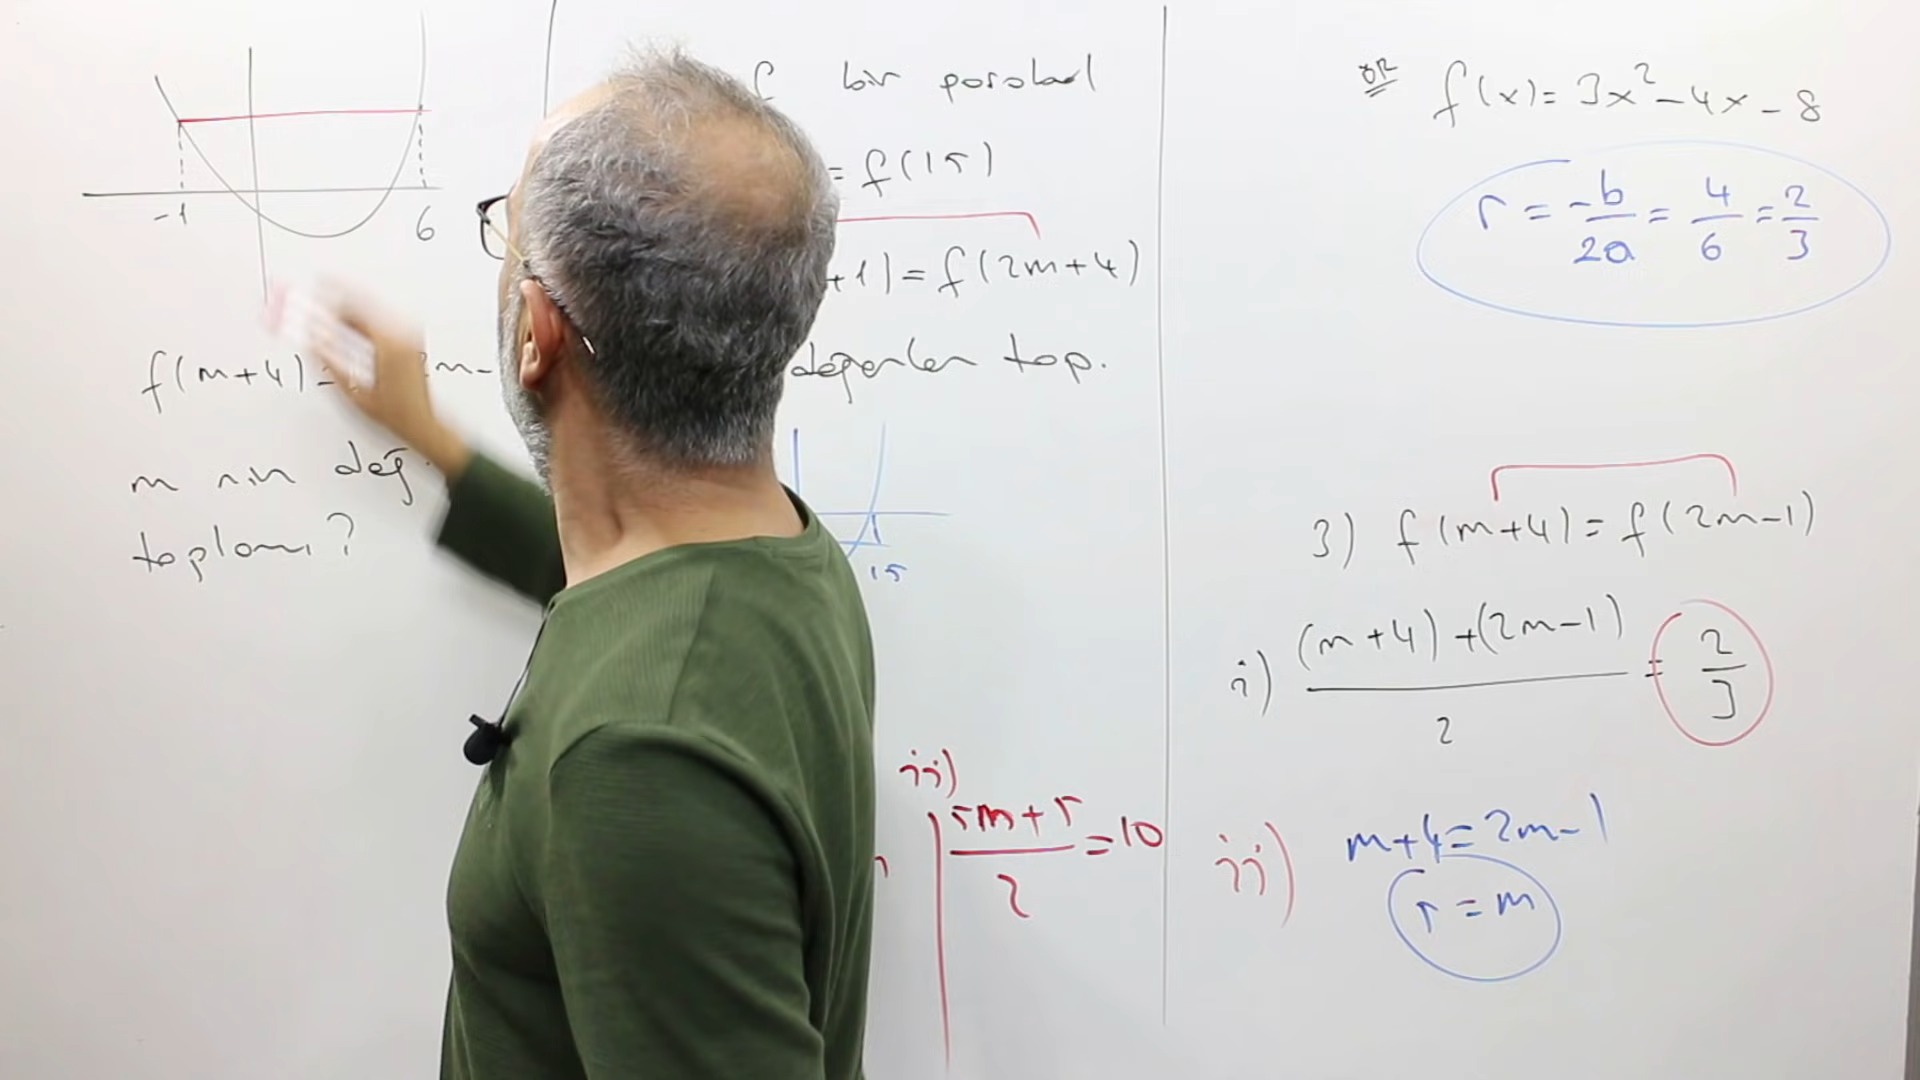 -1 6
f(m+4)= 2m-
m nin değ.
toplamı?
f bir parabol
= f(15)
+1)=f(2m+4)
değerler top.
15
ii)
5m+5/2=10
ÖR f(x)=3x²-4x-8
r = -b/2a = 4/6 = 2/3
3) f(m+4)=f(2m-1)
i) (m+4)+(2m-1)/2 = 2/3
ii) m+4=2m-1
5=m